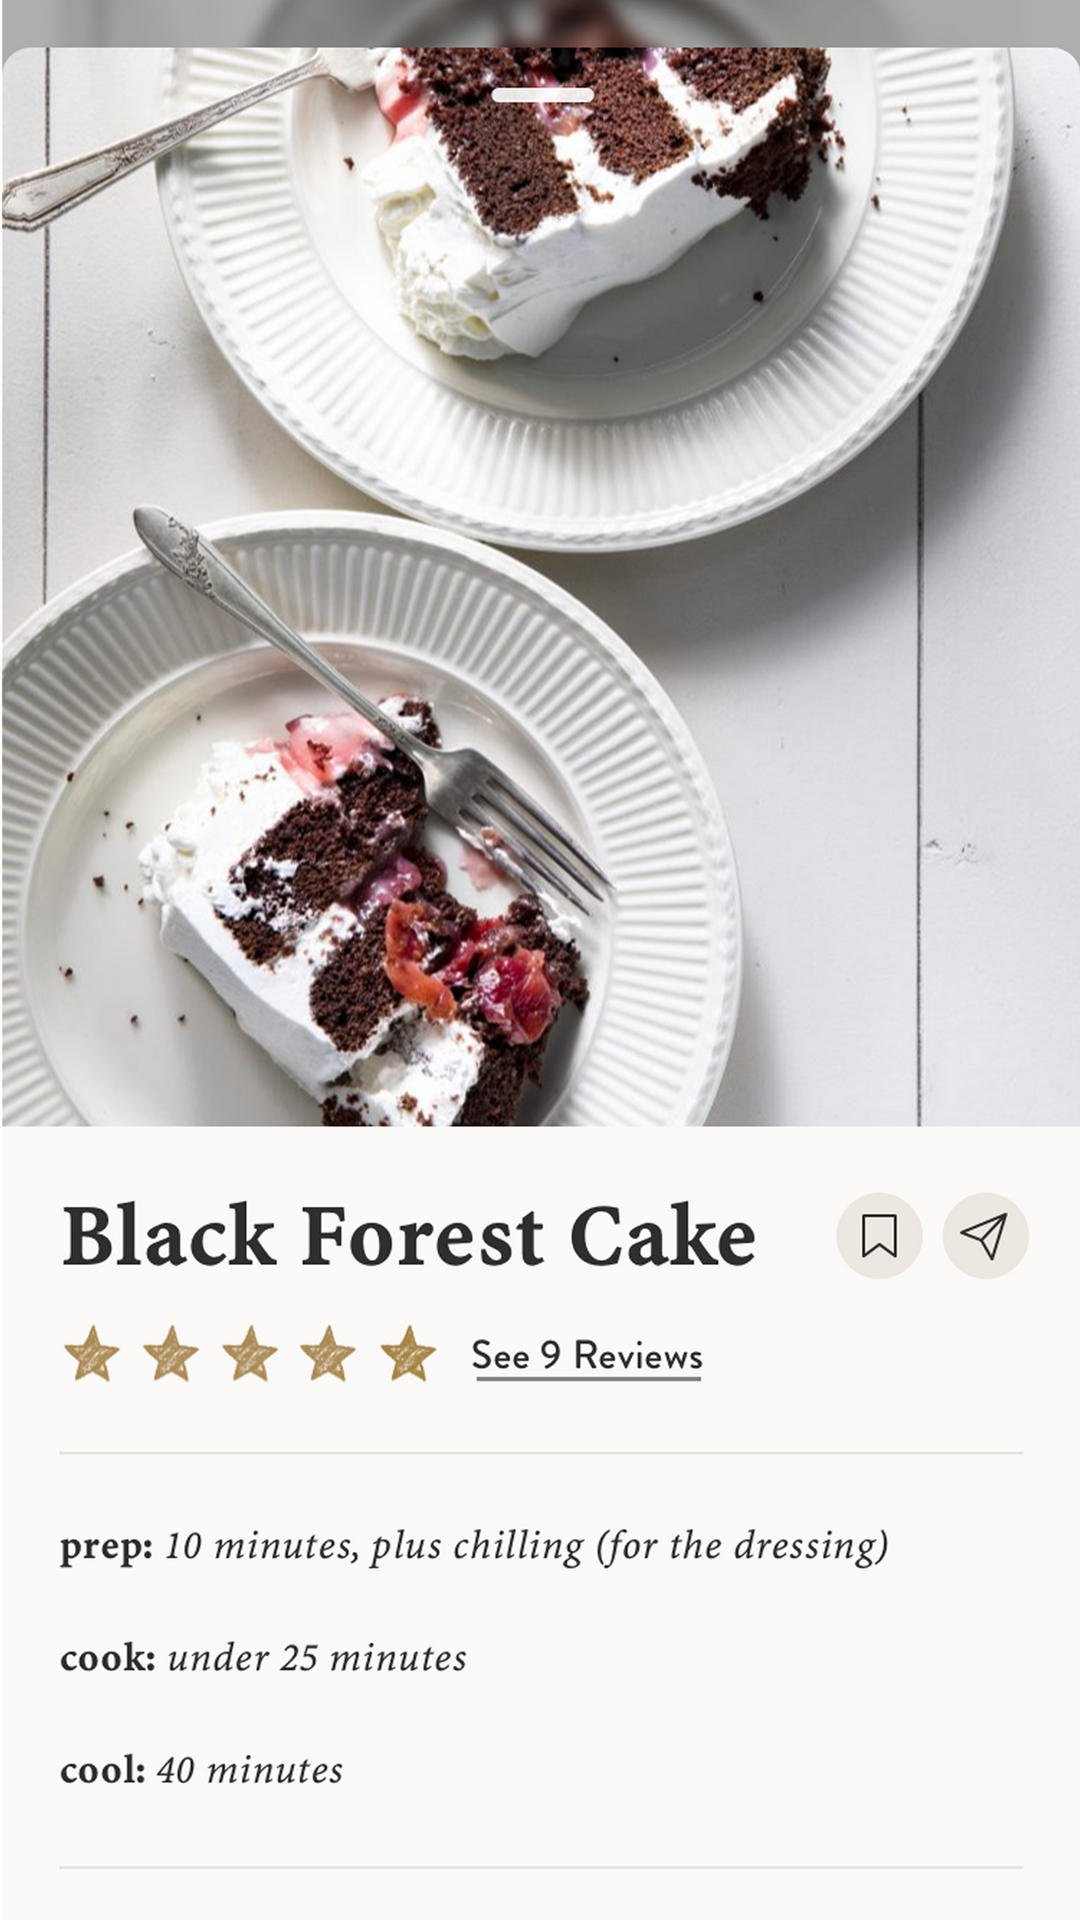 Black Forest Cake
See 9 Reviews
prep: 10 minutes, plus chilling (for the dressing)
cook: under 25 minutes
cool: 40 minutes